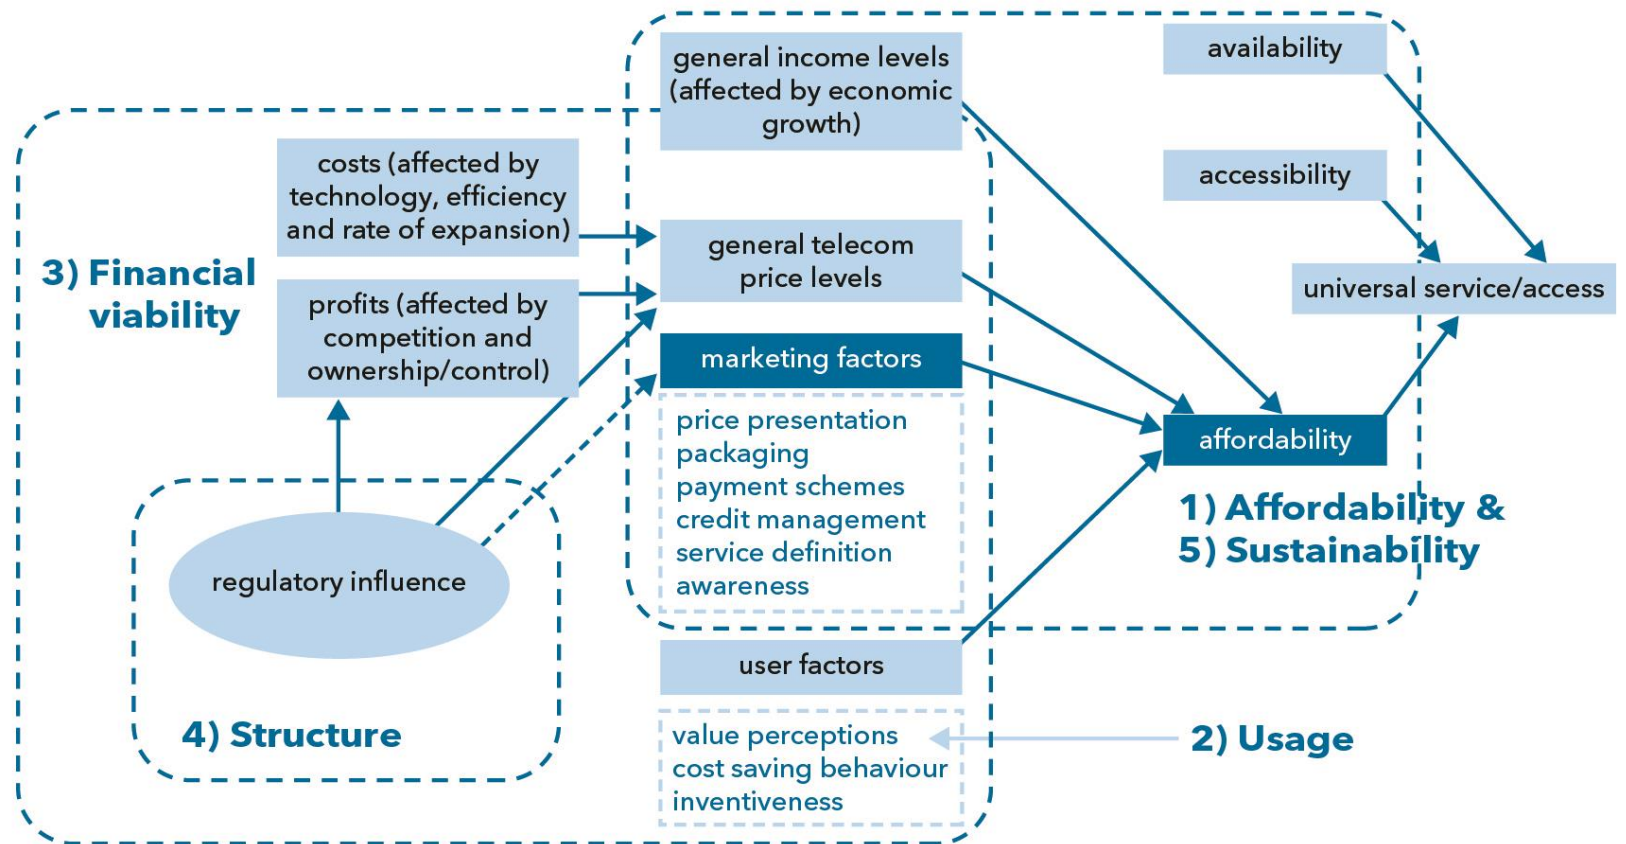 general income levels
(affected by economic
growth)
availability
costs (affected by
technology, efficiency
and rate of expansion)
accessibility
general telecom
price levels
3) Financial
viability
universal service/access
profits (affected by
competition and
ownership/control)
marketing factors
price presentation
packaging
payment schemes
credit management
service definition
awareness
affordability
1) Affordability &
5) Sustainability
regulatory influence
user factors
4) Structure
value perceptions
cost saving behaviour
inventiveness
2) Usage